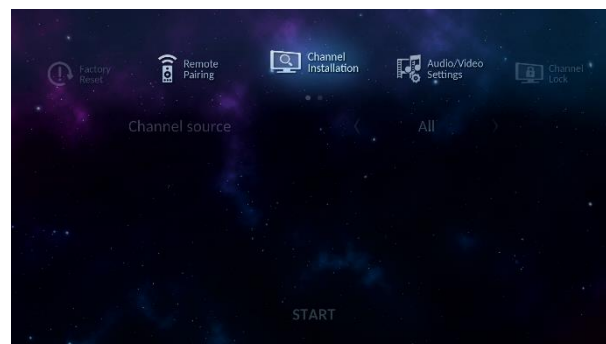 Factory
Reset
Remote
Pairing
Channel
Installation
Audio/Video
Settings
Channel
Lock
Channel source
All
START